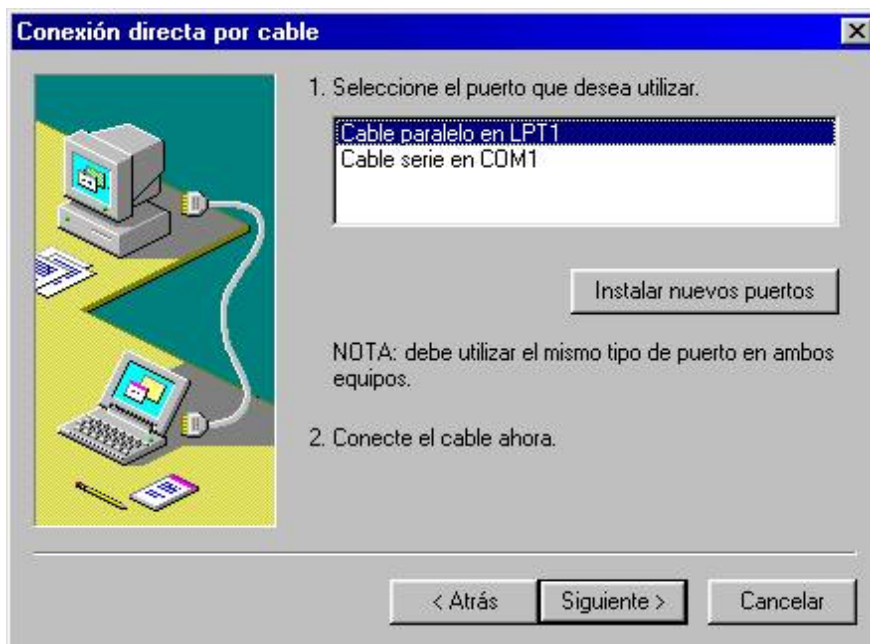 Conexión directa por cable
1. Seleccione el puerto que desea utilizar.
Cable paralelo en LPT1
Cable serie en COM1
Instalar nuevos puertos
NOTA: debe utilizar el mismo tipo de puerto en ambos
equipos.
2. Conecte el cable ahora.
< Atrás
Siguiente >
Cancelar